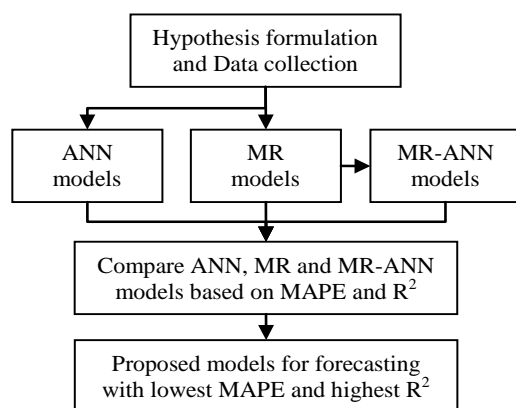 Hypothesis formulation
and Data collection
ANN
models
MR
models
MR-ANN
models
Compare ANN, MR and MR-ANN
models based on MAPE and R²
Proposed models for forecasting
with lowest MAPE and highest R²